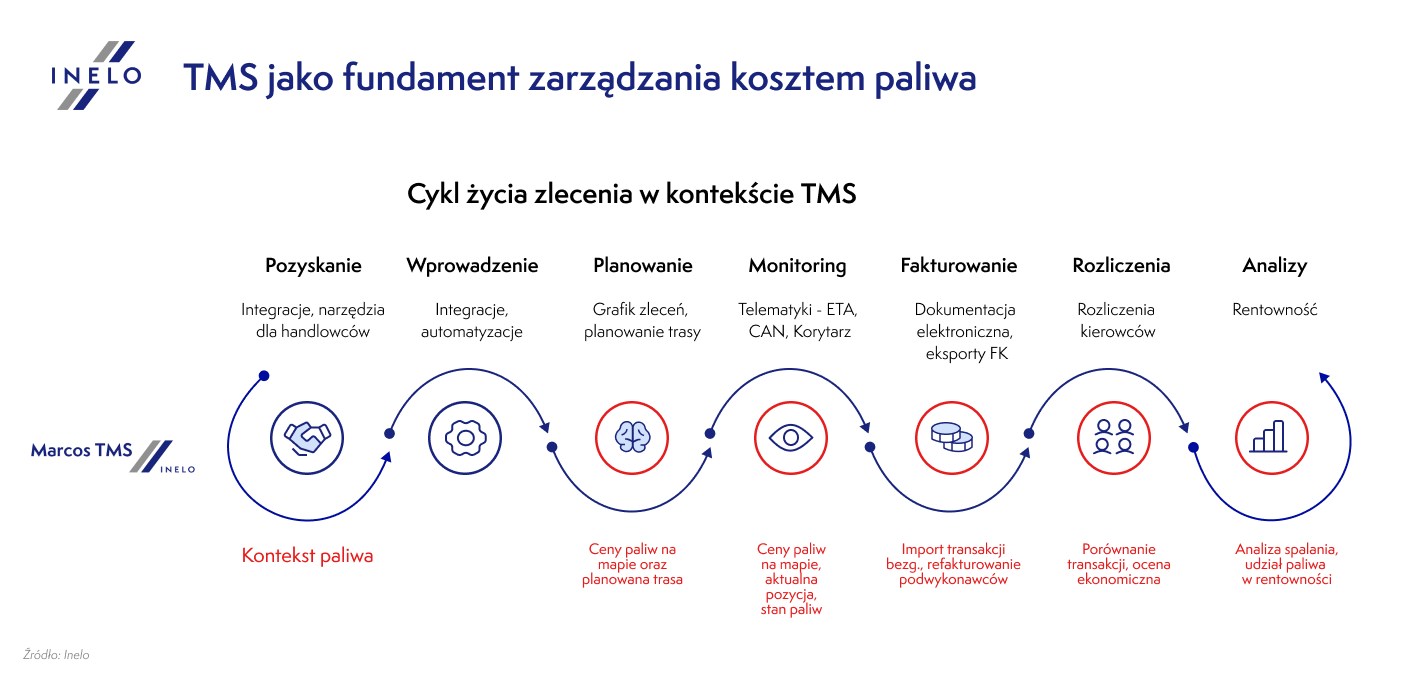 INELO
TMS jako fundament zarządzania kosztem paliwa
Cykl życia zlecenia w kontekście TMS
Pozyskanie
Integracje, narzędzia
dla handlowców
Wprowadzenie
Integracje,
automatyzacje
Planowanie
Grafik zleceń,
planowanie trasy
Monitoring
Telematyki - ETA,
CAN, Korytarz
Fakturowanie
Dokumentacja
elektroniczna,
eksporty FK
Rozliczenia
Rozliczenia
kierowców
Analizy
Rentowność
Marcos TMS
INELO
Kontekst paliwa
Ceny paliw na
mapie oraz
planowana trasa
Ceny paliw
na mapie,
aktualna
pozycja,
stan paliw
Import transakcji
bezg., refakturowanie
podwykonawców
Porównanie
transakcji, ocena
ekonomiczna
Analiza spalania,
udział paliwa
w rentowności
Źródło: Inelo